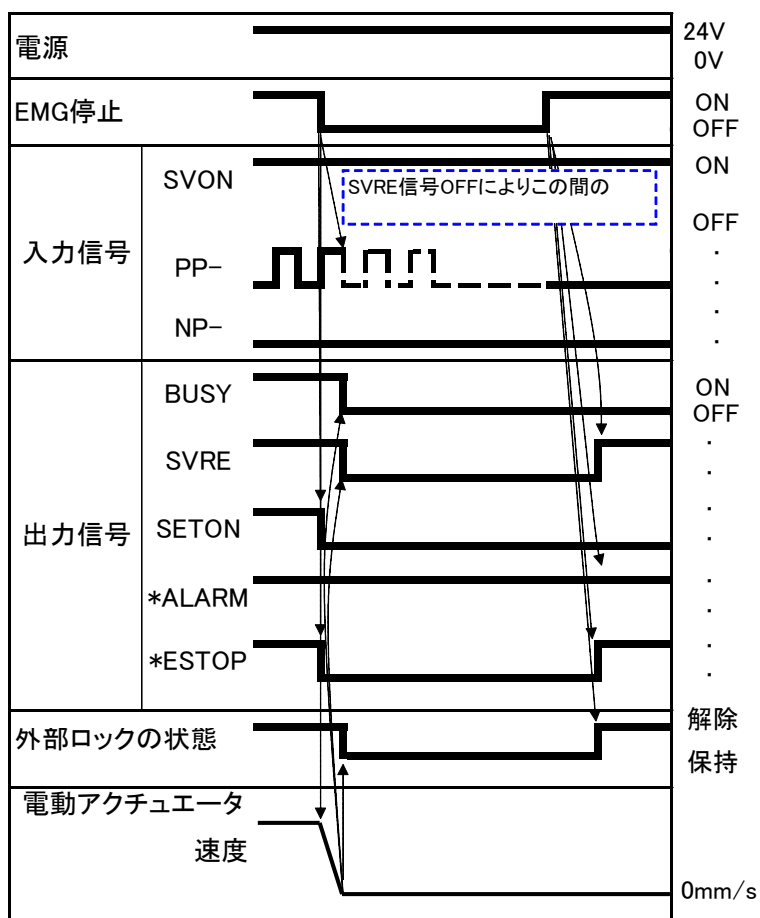 電源
24V
0V
EMG停止
ON
OFF
入力信号
SVON
ON
SVRE信号OFFによりこの間の
OFF
PP-
NP-
出力信号
BUSY
ON
OFF
SVRE
SETON
*ALARM
*ESTOP
外部ロックの状態
解除
保持
電動アクチュエータ
速度
0mm/s